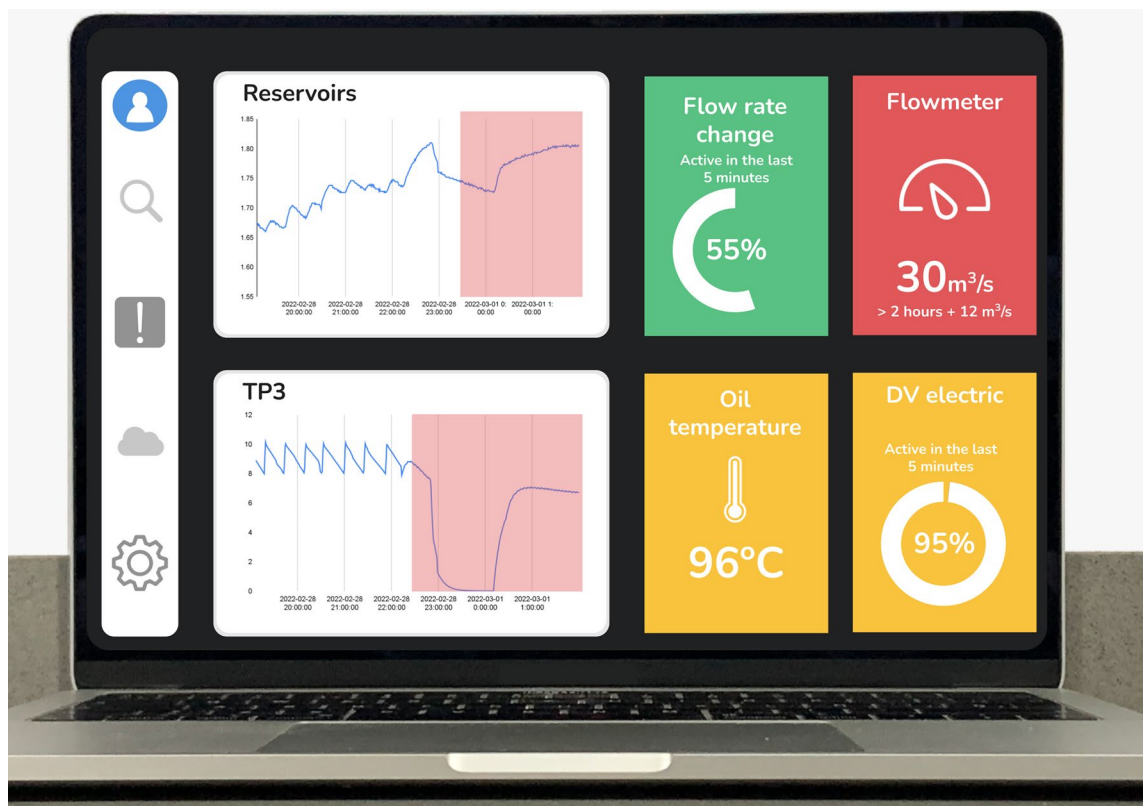 Reservoirs
1.85
1.80
1.75
1.70
1.65
1.60
1.55
2022-02-28 2022-02-28 2022-02-28 2022-02-28 2022-03-01 0: 2022-03-01 1:
20:00:00 21:00:00 22:00:00 23:00:00 00:00 00:00
Flow rate
change
Active in the last
5 minutes
55%
Flowmeter
30m³/s
> 2 hours + 12 m³/s
!
TP3
12
10
8
6
4
2
0
2022-02-28 2022-02-28 2022-02-28 2022-02-28 2022-03-01 2022-03-01
20:00:00 21:00:00 22:00:00 23:00:00 0:00:00 1:00:00
Oil
temperature
96°C
DV electric
Active in the last
5 minutes
95%